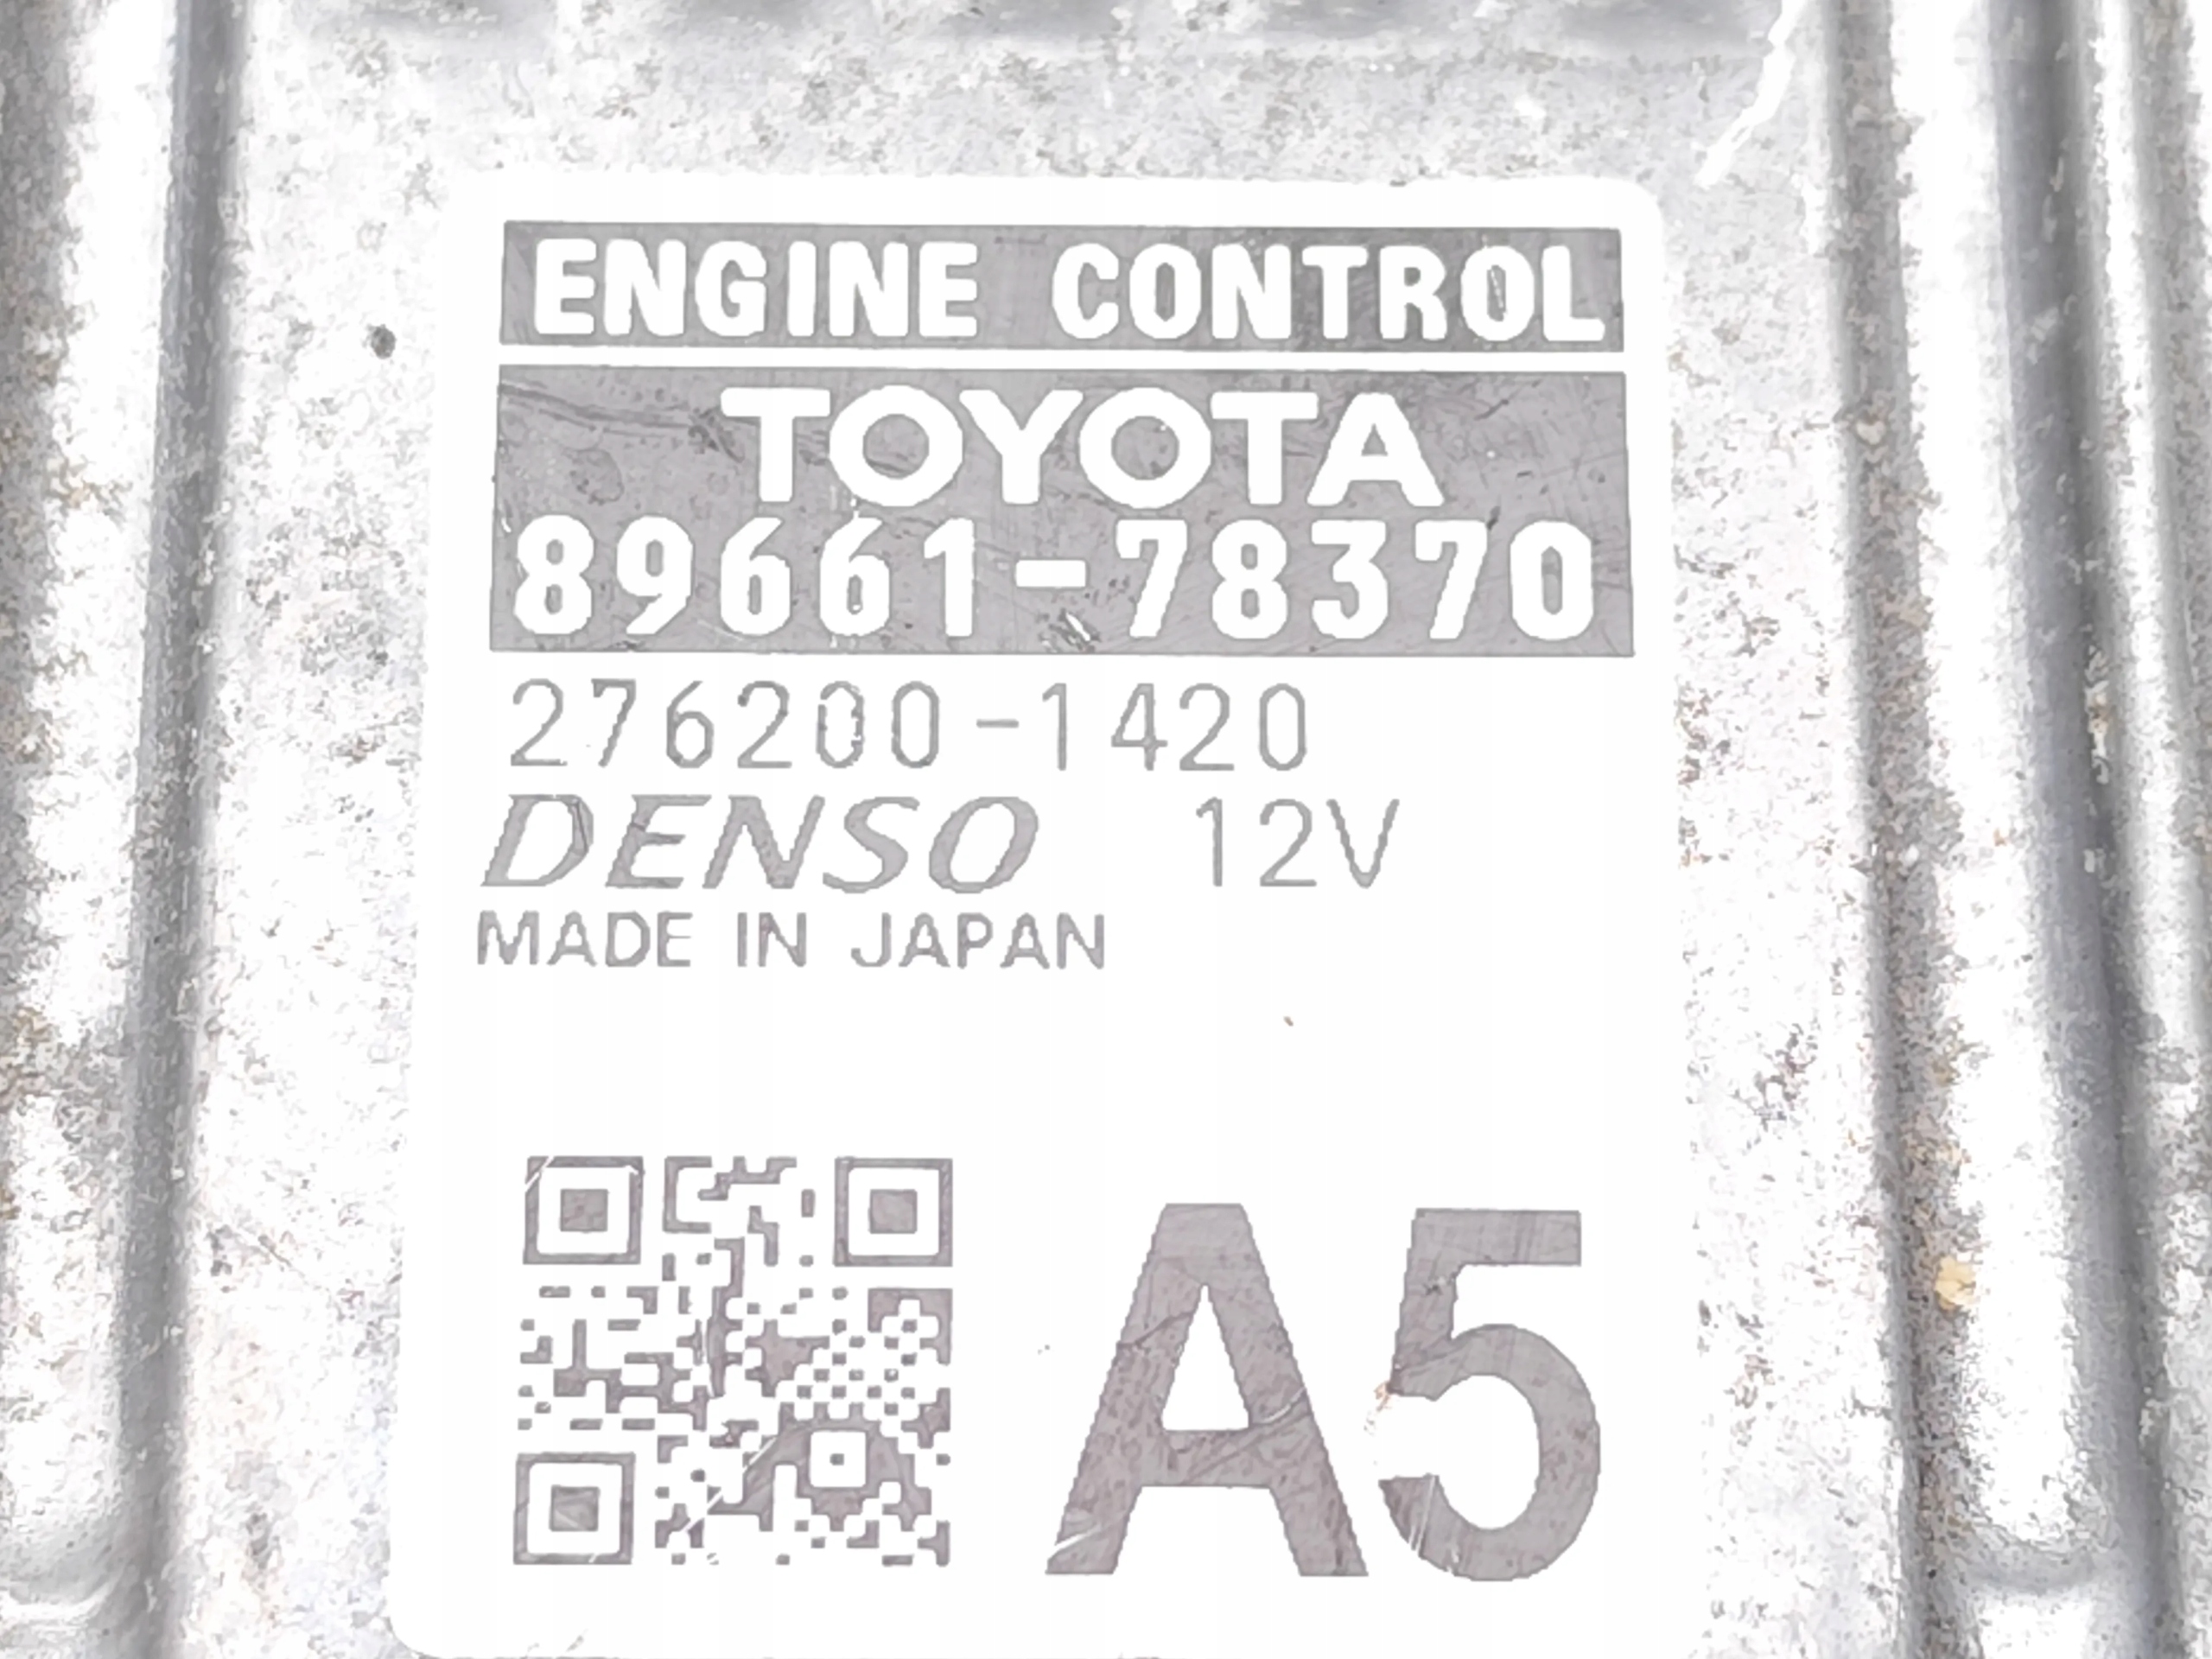 ENGINE CONTROL
TOYOTA
89661-78370
276200-1420
DENSO 12V
MADE IN JAPAN
A5